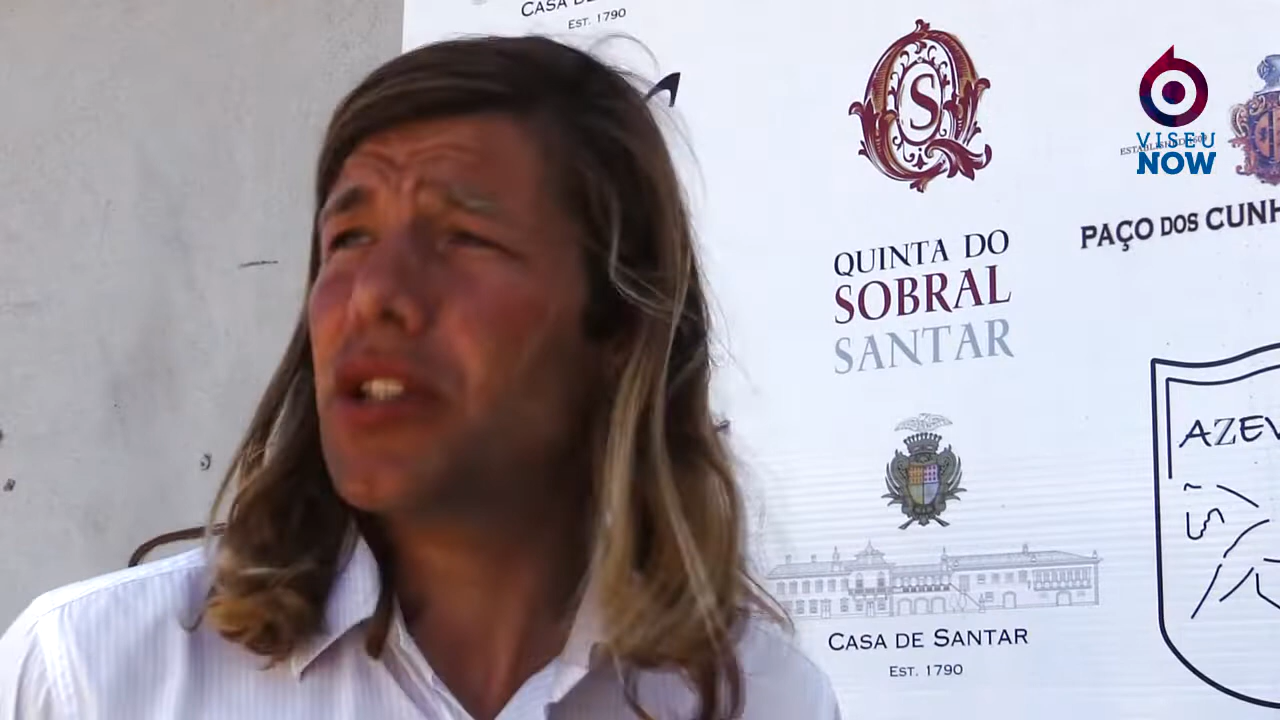 CASA DE
EST. 1790
S
VISEU
NOW
ESTABLISHED
PAÇO DOS CUNH
QUINTA DO
SOBRAL
SANTAR
AZEV
CASA DE SANTAR
EST. 1790